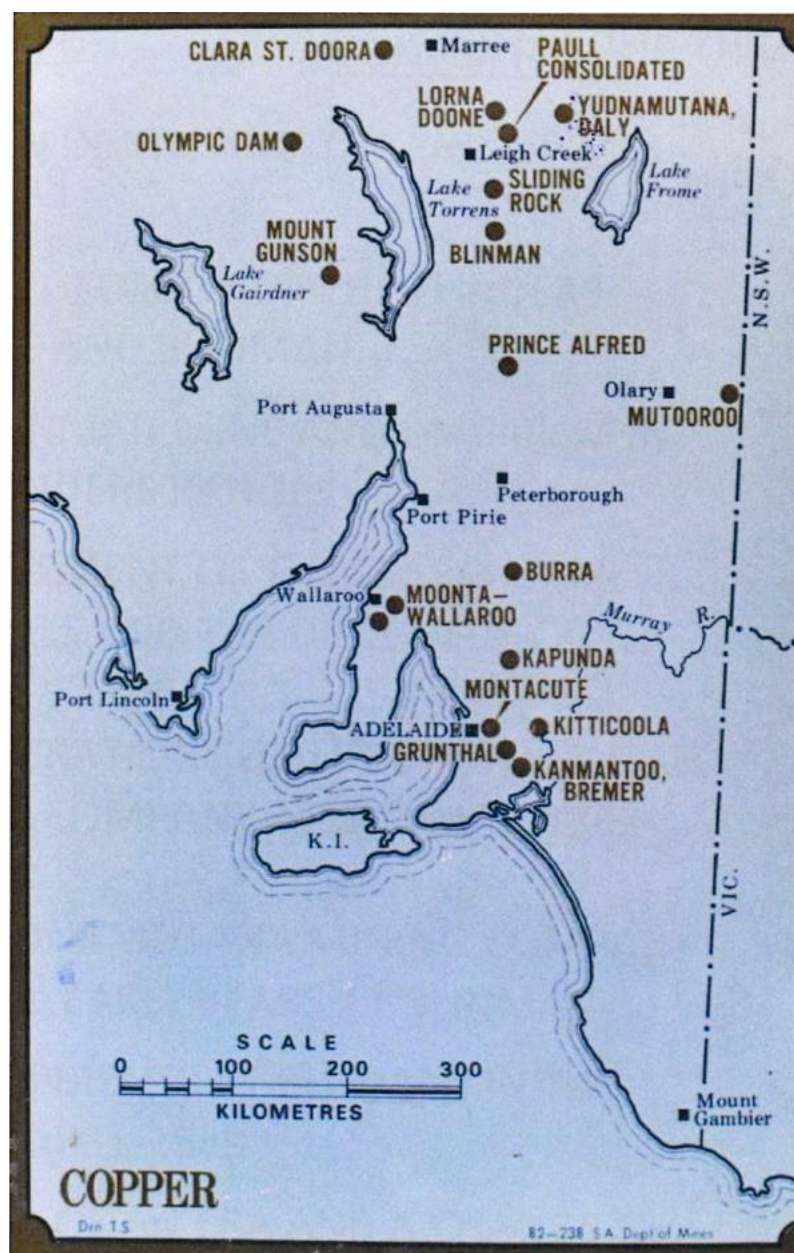 CLARA ST. DOORA
Marree
PAULL
CONSOLIDATED
LORNA
DOONE
YUDNAMUTANA,
DALY
OLYMPIC DAM
Leigh Creek
Lake
Frome
Lake
Torrens
SLIDING
ROCK
MOUNT
GUNSON
BLINMAN
Lake
Gairdner
N.S.W.
PRINCE ALFRED
Olary
MUTOOROO
Port Augusta
Peterborough
Port Pirie
BURRA
Wallaroo
MOONTA–
WALLAROO
Murray R.
KAPUNDA
Port Lincoln
MONTACUTE
ADELAIDE
KITTICOOLA
GRUNTHAL
KANMANTOO,
BREMER
K.I.
VIC.
SCALE
0 100 200 300
KILOMETRES
Mount
Gambier
COPPER
Drn T.S.
82–238 S.A. Dept of Mines